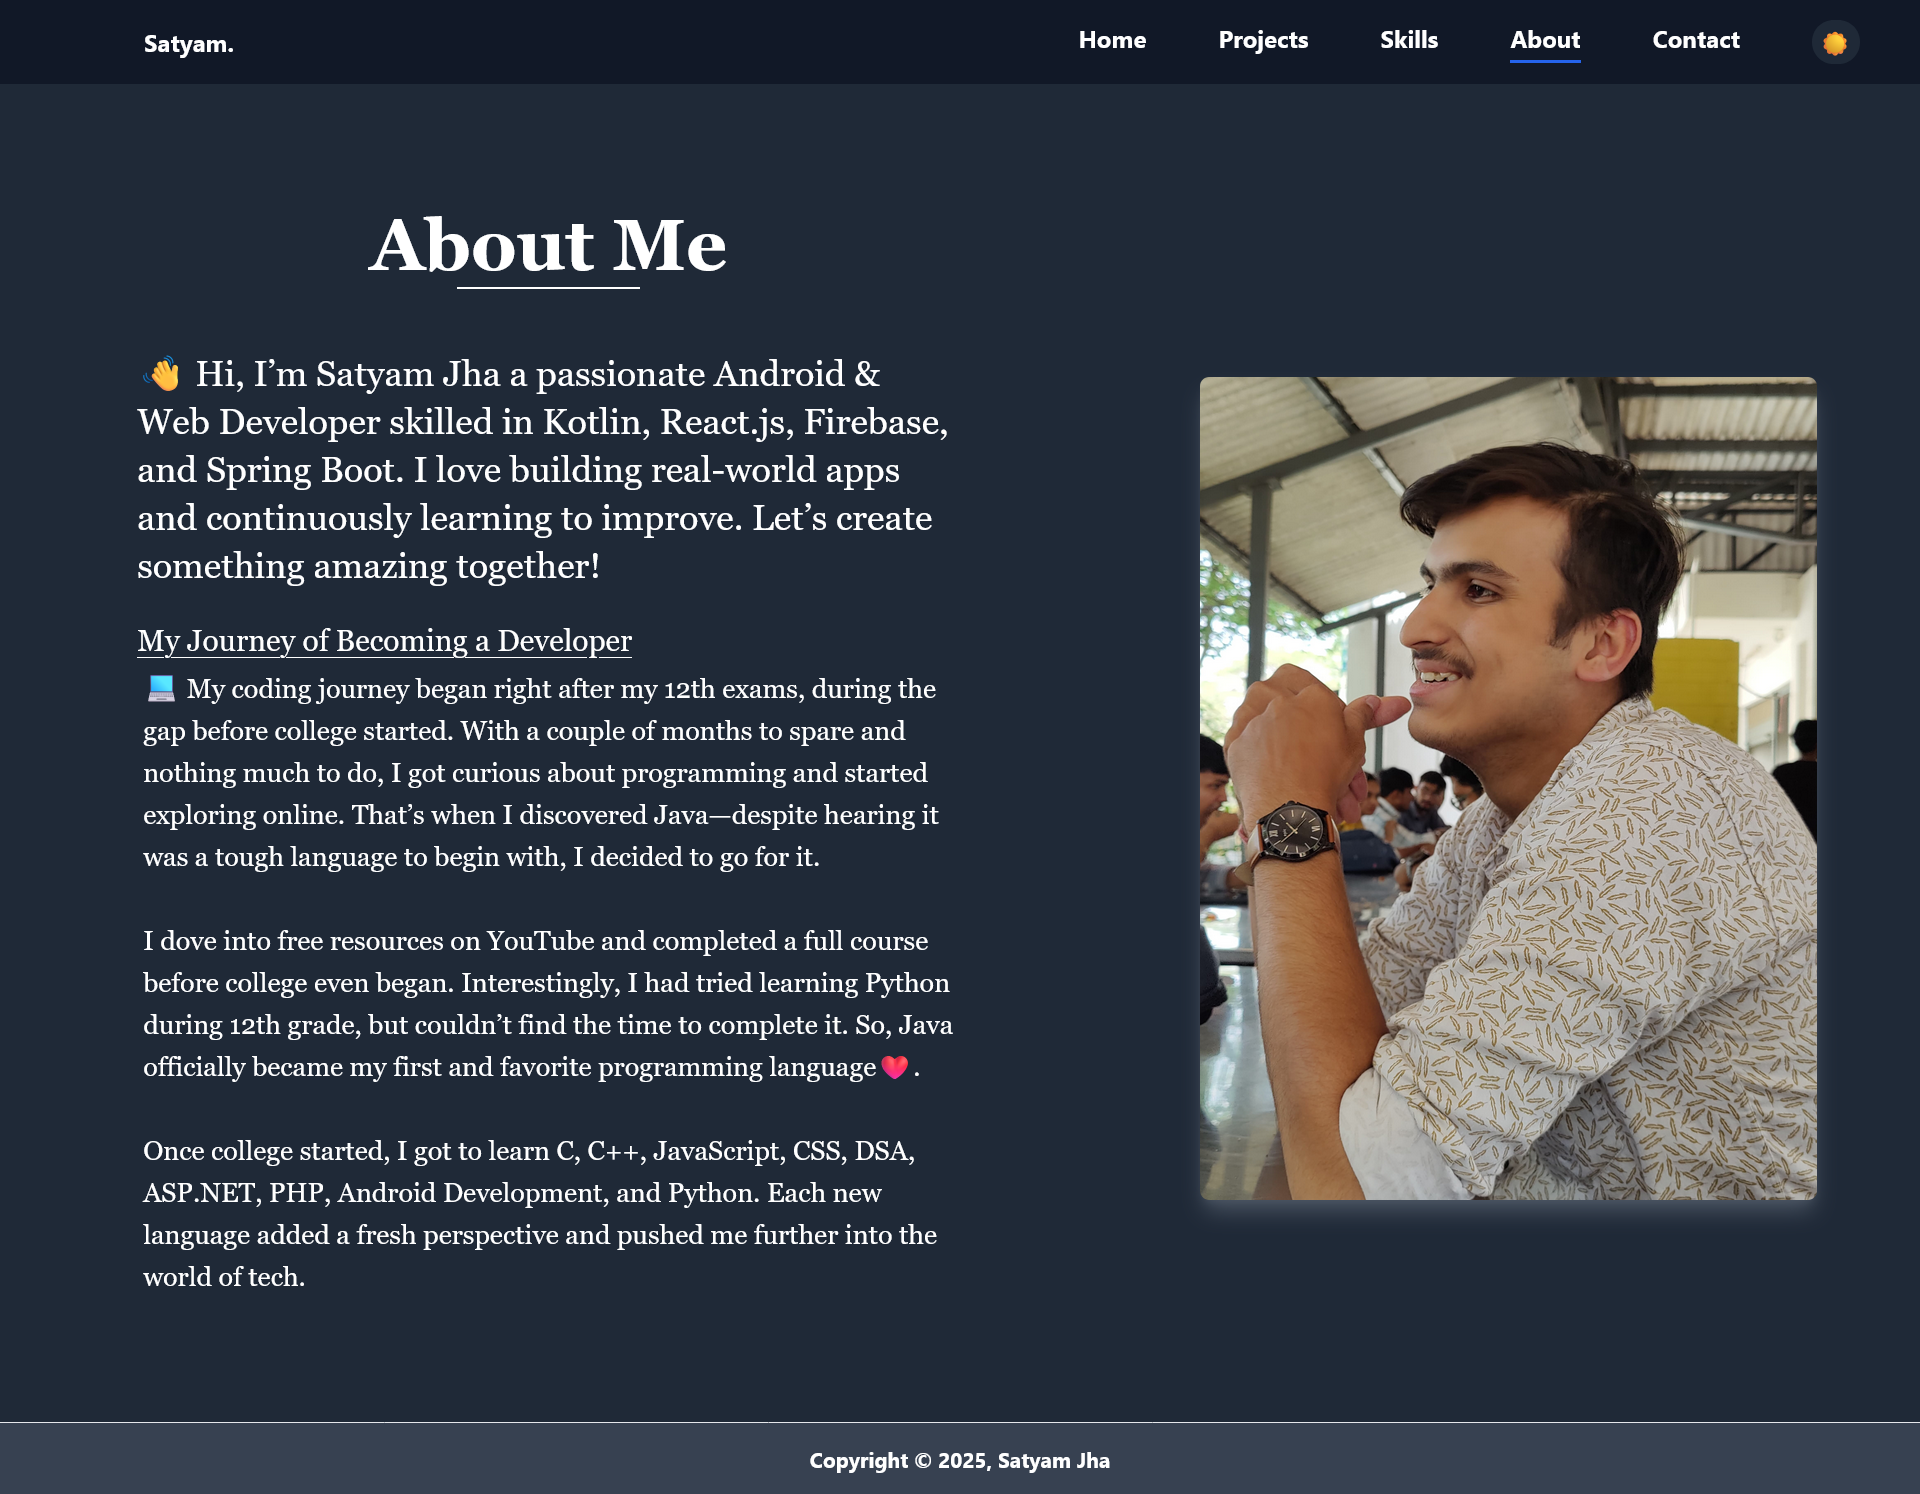 Satyam.
Home
Projects
Skills
About
Contact
About Me
👋 Hi, I’m Satyam Jha a passionate Android &
Web Developer skilled in Kotlin, React.js, Firebase,
and Spring Boot. I love building real-world apps
and continuously learning to improve. Let’s create
something amazing together!
My Journey of Becoming a Developer
💻 My coding journey began right after my 12th exams, during the
gap before college started. With a couple of months to spare and
nothing much to do, I got curious about programming and started
exploring online. That’s when I discovered Java—despite hearing it
was a tough language to begin with, I decided to go for it.
I dove into free resources on YouTube and completed a full course
before college even began. Interestingly, I had tried learning Python
during 12th grade, but couldn’t find the time to complete it. So, Java
officially became my first and favorite programming language❤️.
Once college started, I got to learn C, C++, JavaScript, CSS, DSA,
ASP.NET, PHP, Android Development, and Python. Each new
language added a fresh perspective and pushed me further into the
world of tech.
Copyright © 2025, Satyam Jha